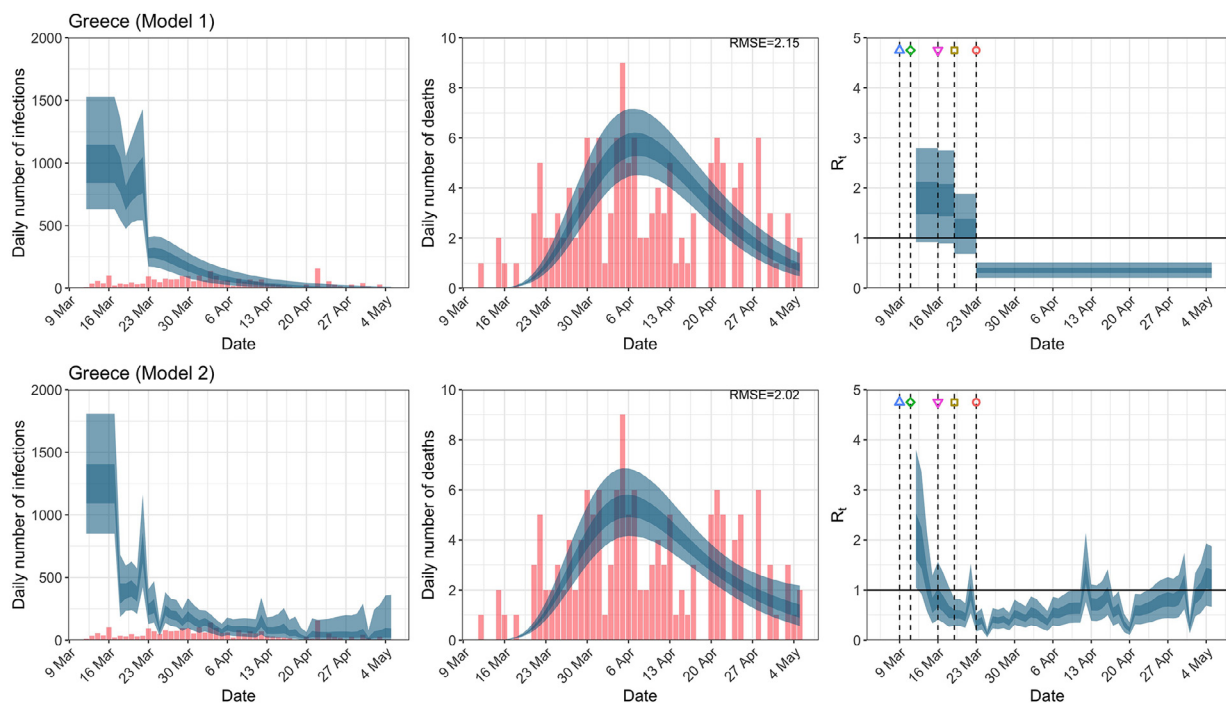 Greece (Model 1)
Daily number of infections
2000
1500
1000
500
0
9 Mar
16 Mar
23 Mar
30 Mar
6 Apr
13 Apr
20 Apr
27 Apr
4 May
Date
RMSE=2.15
Daily number of deaths
10
8
6
4
2
0
9 Mar
16 Mar
23 Mar
30 Mar
6 Apr
13 Apr
20 Apr
27 Apr
4 May
Date
Rt
5
4
3
2
1
0
9 Mar
16 Mar
23 Mar
30 Mar
6 Apr
13 Apr
20 Apr
27 Apr
4 May
Date
Greece (Model 2)
Daily number of infections
2000
1500
1000
500
0
9 Mar
16 Mar
23 Mar
30 Mar
6 Apr
13 Apr
20 Apr
27 Apr
4 May
Date
RMSE=2.02
Daily number of deaths
10
8
6
4
2
0
9 Mar
16 Mar
23 Mar
30 Mar
6 Apr
13 Apr
20 Apr
27 Apr
4 May
Date
Rt
5
4
3
2
1
0
9 Mar
16 Mar
23 Mar
30 Mar
6 Apr
13 Apr
20 Apr
27 Apr
4 May
Date